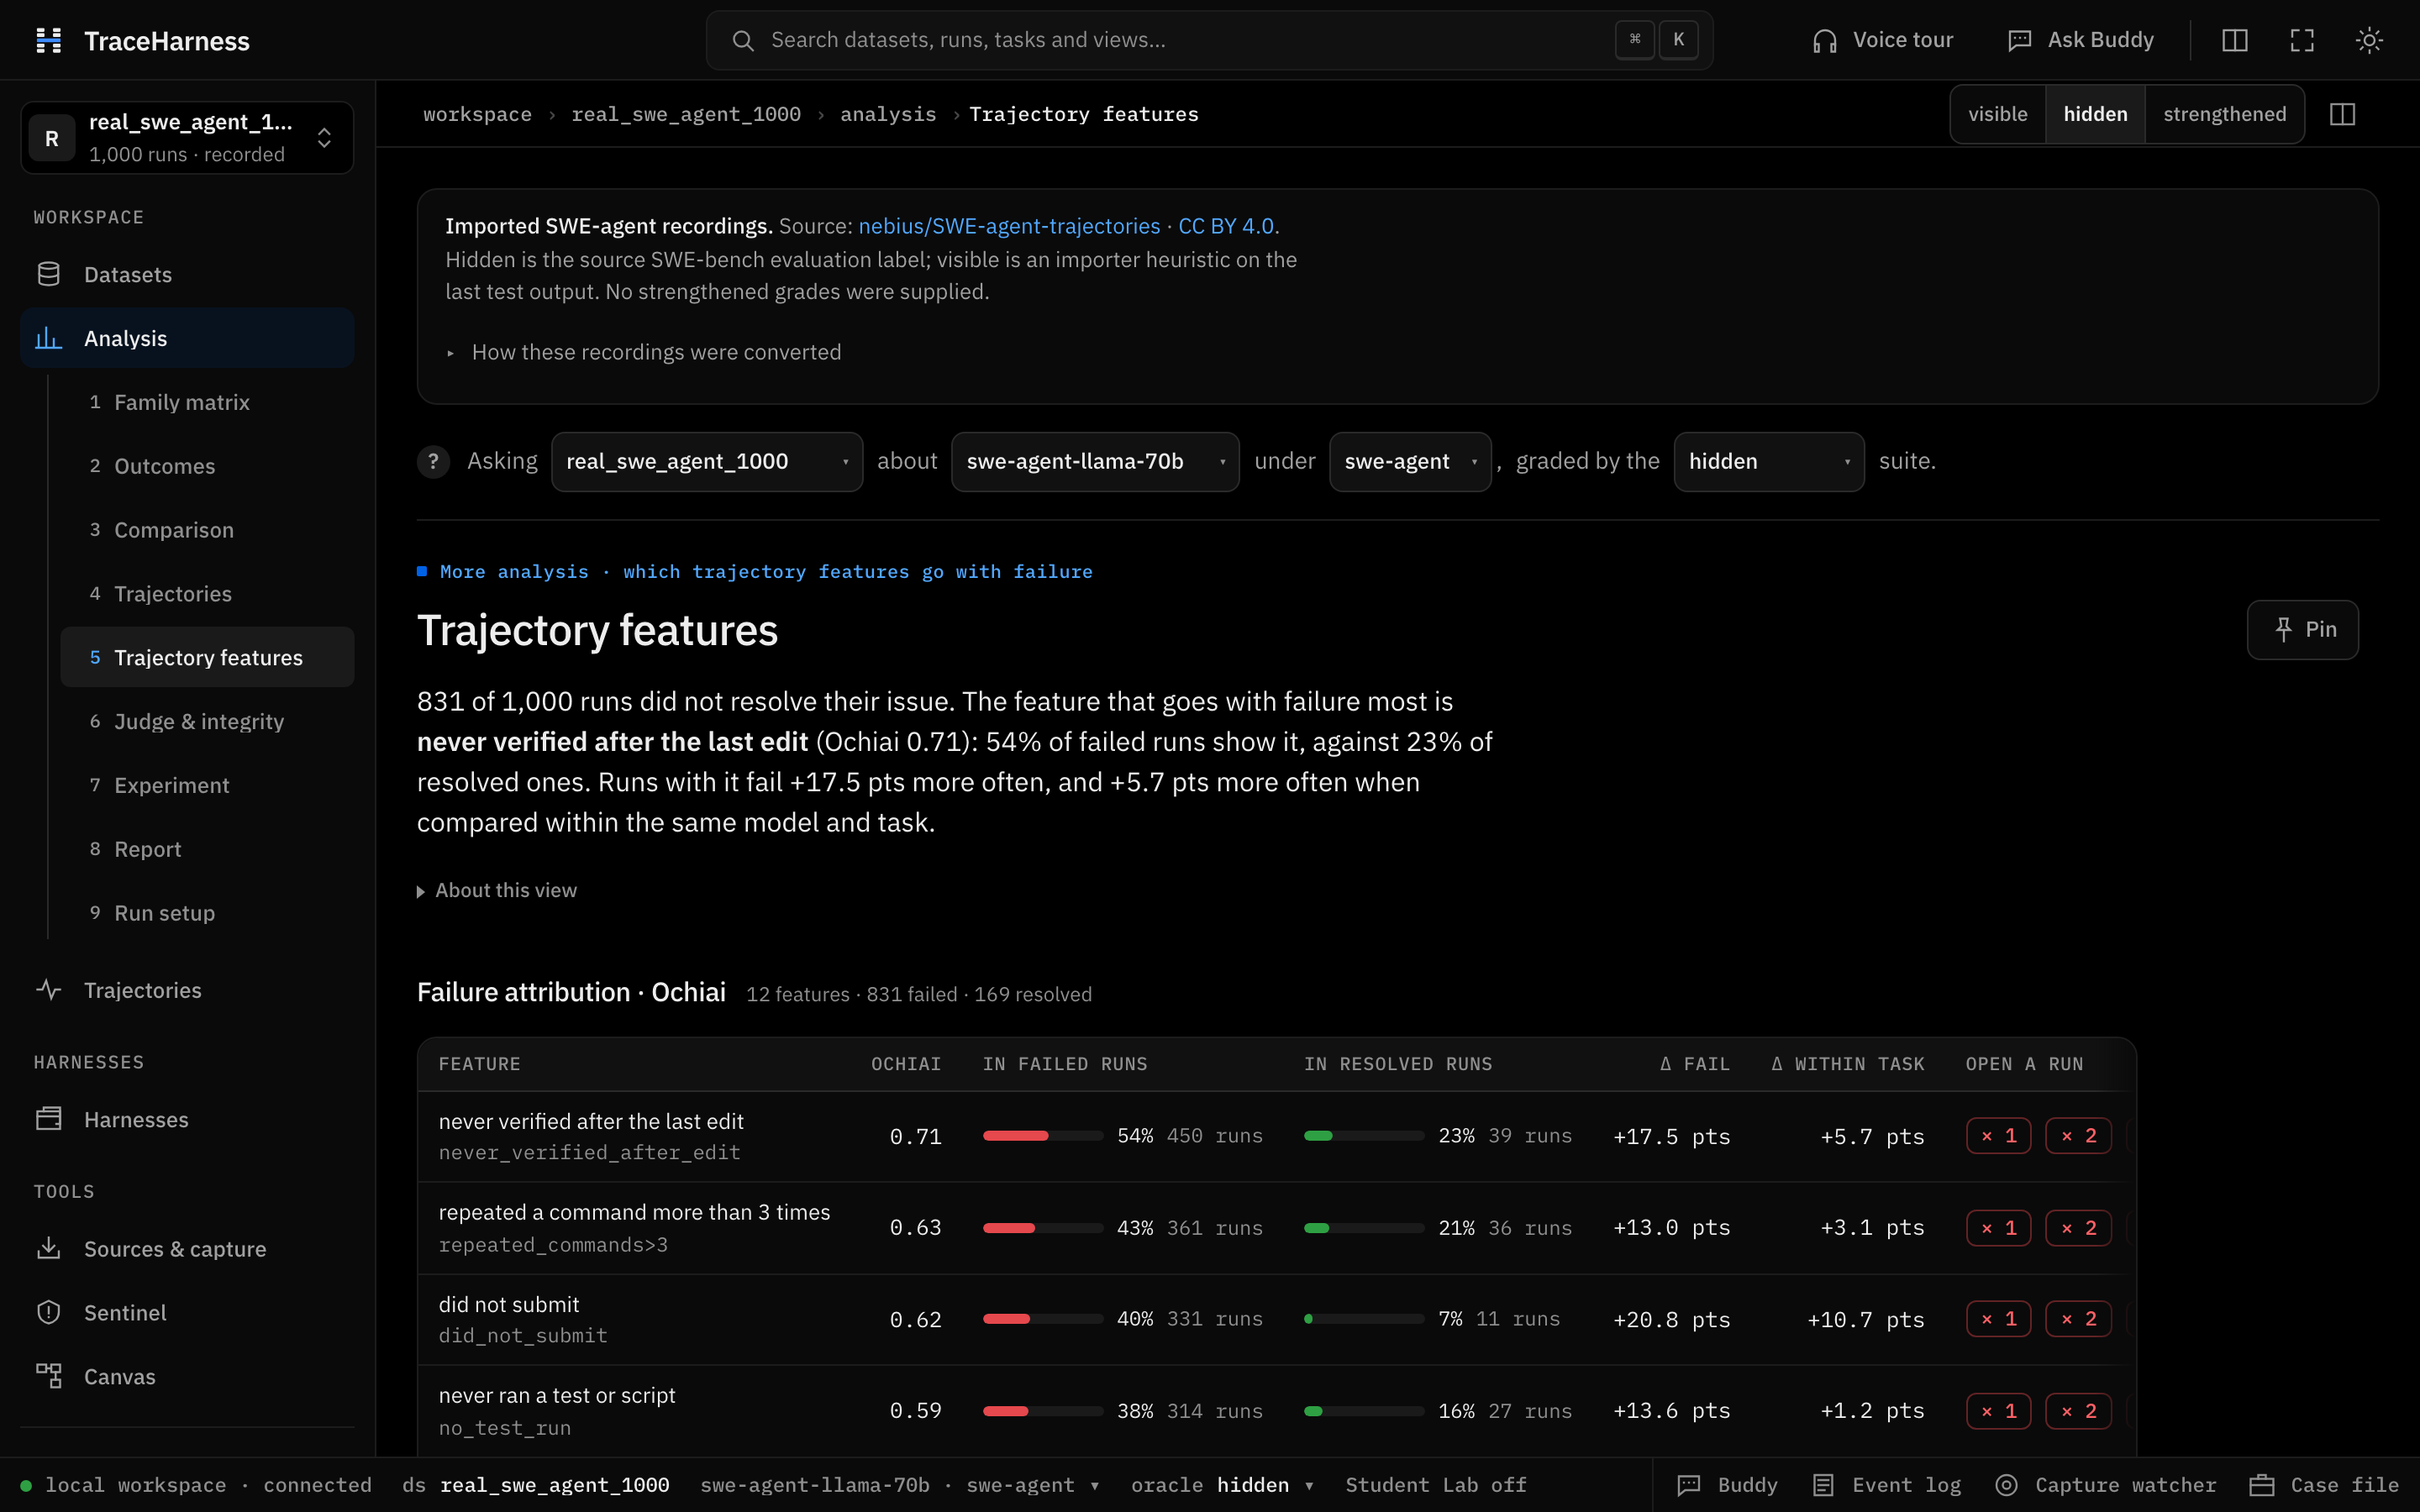 TraceHarness
Search datasets, runs, tasks and views...
⌘ K
Voice tour
Ask Buddy
R
real_swe_agent_1...
1,000 runs · recorded
workspace › real_swe_agent_1000 › analysis › Trajectory features
visible hidden strengthened
WORKSPACE
Datasets
Analysis
1 Family matrix
2 Outcomes
3 Comparison
4 Trajectories
5 Trajectory features
6 Judge & integrity
7 Experiment
8 Report
9 Run setup
Trajectories
HARNESSES
Harnesses
TOOLS
Sources & capture
Sentinel
Canvas
Imported SWE-agent recordings. Source: nebius/SWE-agent-trajectories · CC BY 4.0.
Hidden is the source SWE-bench evaluation label; visible is an importer heuristic on the
last test output. No strengthened grades were supplied.
▸ How these recordings were converted
? Asking real_swe_agent_1000 ▾ about swe-agent-llama-70b ▾ under swe-agent ▾ , graded by the hidden ▾ suite.
More analysis · which trajectory features go with failure
Trajectory features
Pin
831 of 1,000 runs did not resolve their issue. The feature that goes with failure most is
never verified after the last edit (Ochiai 0.71): 54% of failed runs show it, against 23% of
resolved ones. Runs with it fail +17.5 pts more often, and +5.7 pts more often when
compared within the same model and task.
▶ About this view
Failure attribution · Ochiai 12 features · 831 failed · 169 resolved
FEATURE OCHIAI IN FAILED RUNS IN RESOLVED RUNS Δ FAIL Δ WITHIN TASK OPEN A RUN
never verified after the last edit
never_verified_after_edit
0.71 54% 450 runs 23% 39 runs +17.5 pts +5.7 pts × 1 × 2
repeated a command more than 3 times
repeated_commands>3
0.63 43% 361 runs 21% 36 runs +13.0 pts +3.1 pts × 1 × 2
did not submit
did_not_submit
0.62 40% 331 runs 7% 11 runs +20.8 pts +10.7 pts × 1 × 2
never ran a test or script
no_test_run
0.59 38% 314 runs 16% 27 runs +13.6 pts +1.2 pts × 1 × 2
local workspace · connected ds real_swe_agent_1000 swe-agent-llama-70b · swe-agent ▾ oracle hidden ▾ Student Lab off
Buddy Event log Capture watcher Case file